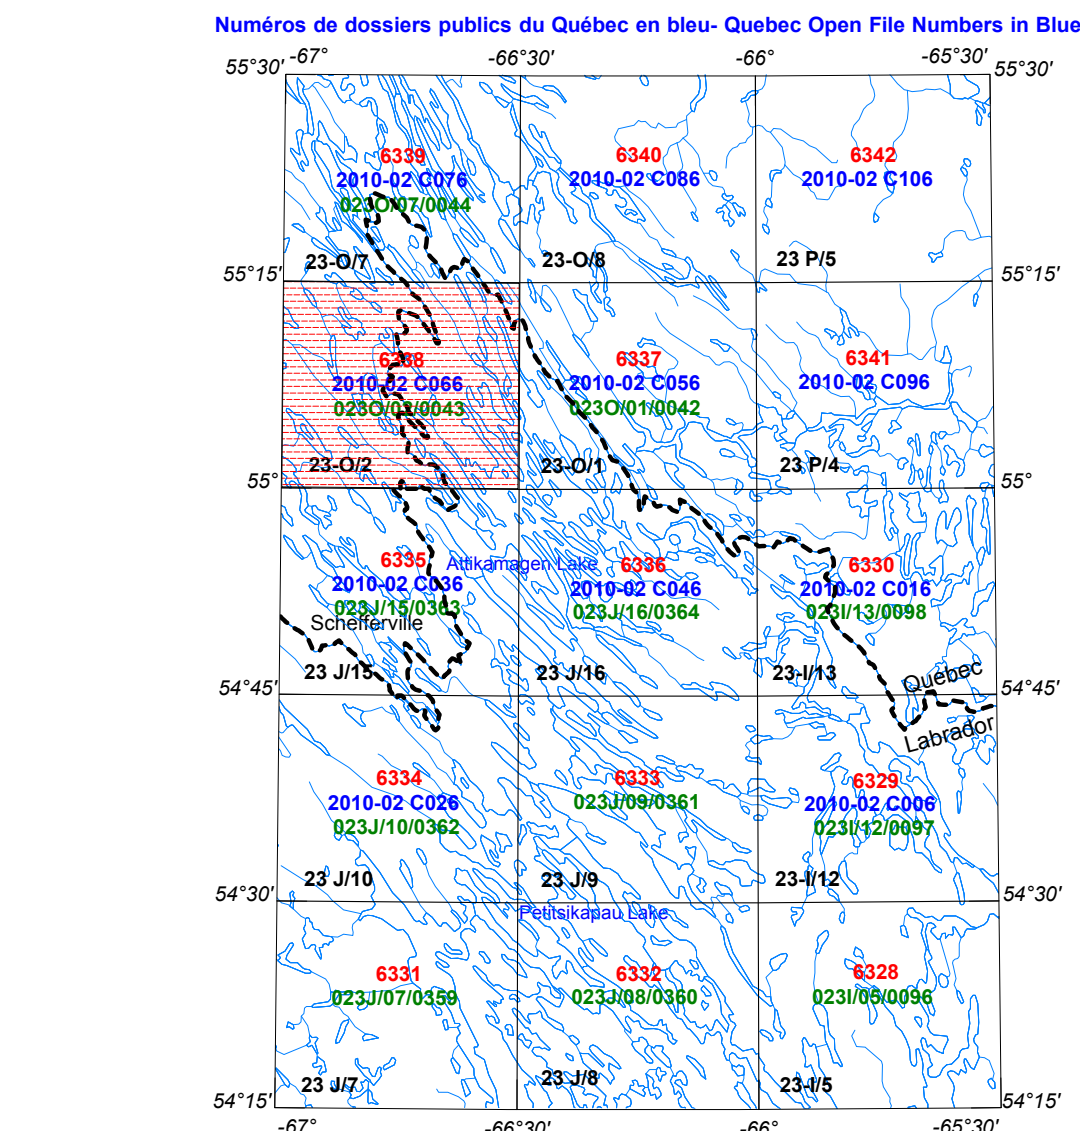 Numéros de dossiers publics du Québec en bleu- Quebec Open File Numbers in Blue
-67° -66°30' -66° -65°30'
55°30' 55°30'
6339 6340 6342
2010-02 C076 2010-02 C086 2010-02 C106
023O/07/0044
23-O/7 23-O/8 23 P/5
55°15' 55°15'
6338 6337 6341
2010-02 C066 2010-02 C056 2010-02 C096
023O/02/0043 023O/01/0042
23-O/2 23-O/1 23 P/4
55° 55°
6335 Attikamagen Lake 6336 6330
2010-02 C036 2010-02 C046 2010-02 C016
023J/15/0363 023J/16/364 023I/13/0098
Schefferville
23 J/15 23 J/16 23-I/13
Québec
54°45' 54°45'
Labrador
6334 6333 6329
2010-02 C026 023J/09/0361 2010-02 C006
023J/10/0362 023I/12/0097
23 J/10 23 J/9 23-I/12
54°30' 54°30'
Petitsikapau Lake
6331 6332 6328
023J/07/0359 023J/08/0360 023I/05/0096
23 J/7 23 J/8 23-I/5
54°15' 54°15'
-67° -66°30' -66° -65°30'